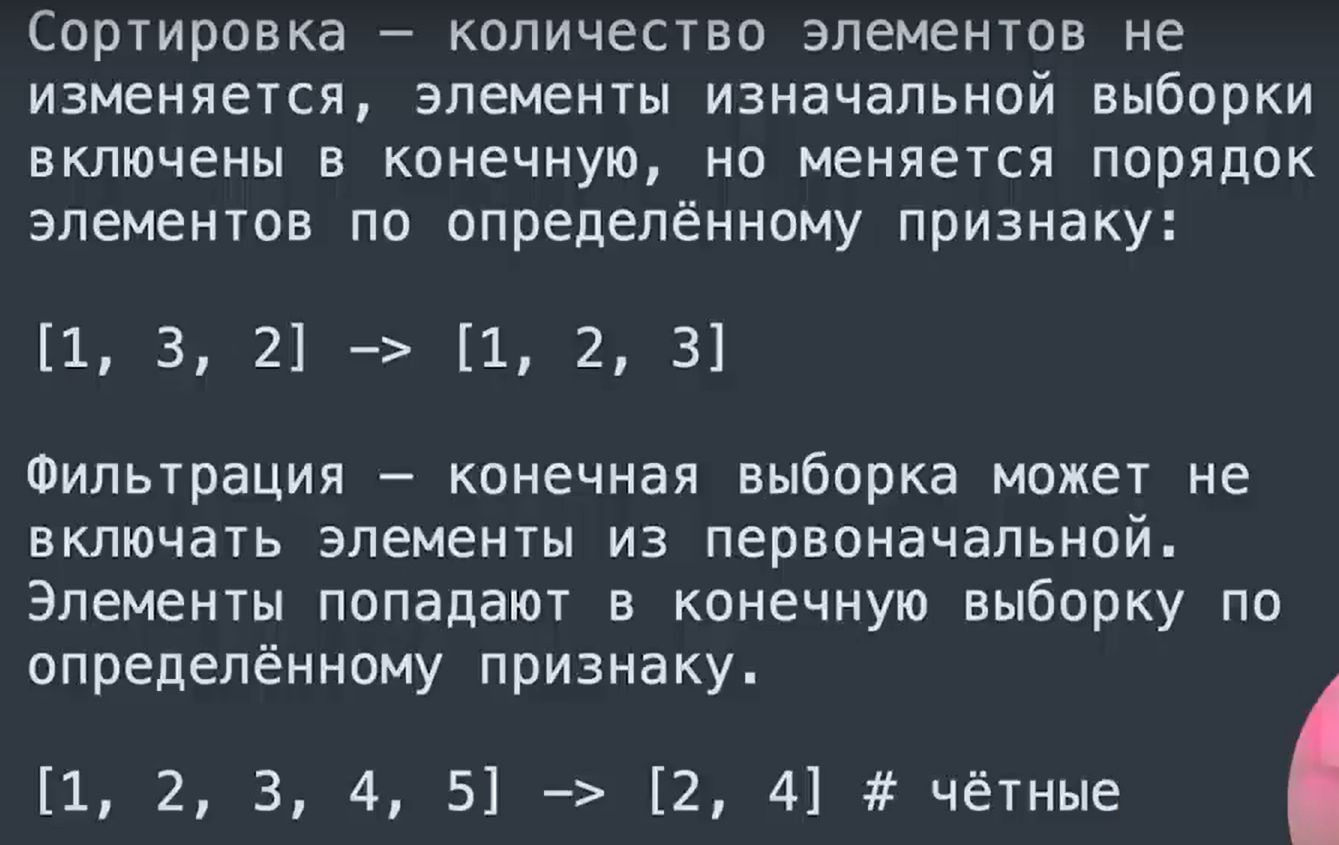 Сортировка — количество элементов не
изменяется, элементы изначальной выборки
включены в конечную, но меняется порядок
элементов по определённому признаку:
[1, 3, 2] —> [1, 2, 3]
Фильтрация — конечная выборка может не
включать элементы из первоначальной.
Элементы попадают в конечную выборку по
определённому признаку.
[1, 2, 3, 4, 5] —> [2, 4] # чётные